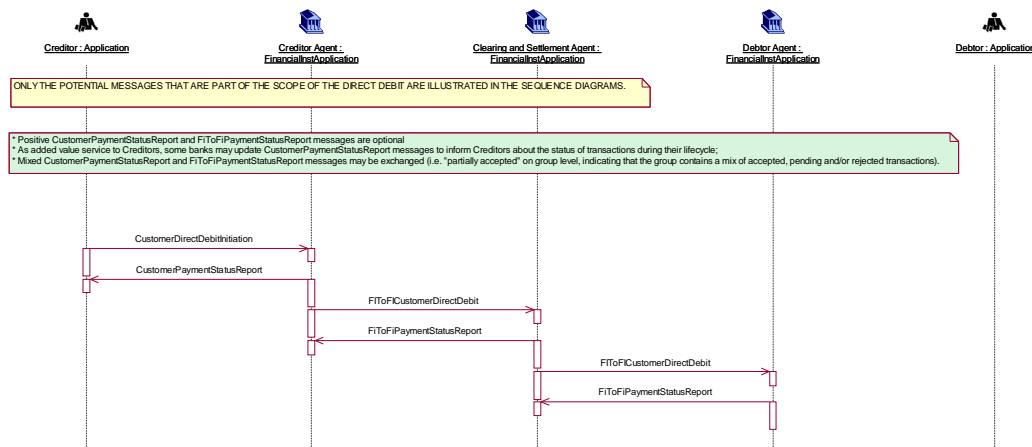 Creditor : Application
Creditor Agent :
FinancialInstApplication
Clearing and Settlement Agent :
FinancialInstApplication
Debtor Agent :
FinancialInstApplication
Debtor : Application
ONLY THE POTENTIAL MESSAGES THAT ARE PART OF THE SCOPE OF THE DIRECT DEBIT ARE ILLUSTRATED IN THE SEQUENCE DIAGRAMS.
* Positive CustomerPaymentStatusReport and FiToFiPaymentStatusReport messages are optional
* As added value service to Creditors, some banks may update CustomerPaymentStatusReport messages to inform Creditors about the status of transactions during their lifecycle;
* Mixed CustomerPaymentStatusReport and FiToFiPaymentStatusReport messages may be exchanged (i.e. "partially accepted" on group level, indicating that the group contains a mix of accepted, pending and/or rejected transactions).
CustomerDirectDebitInitiation
CustomerPaymentStatusReport
FIToFICustomerDirectDebit
FiToFiPaymentStatusReport
FIToFICustomerDirectDebit
FiToFiPaymentStatusReport